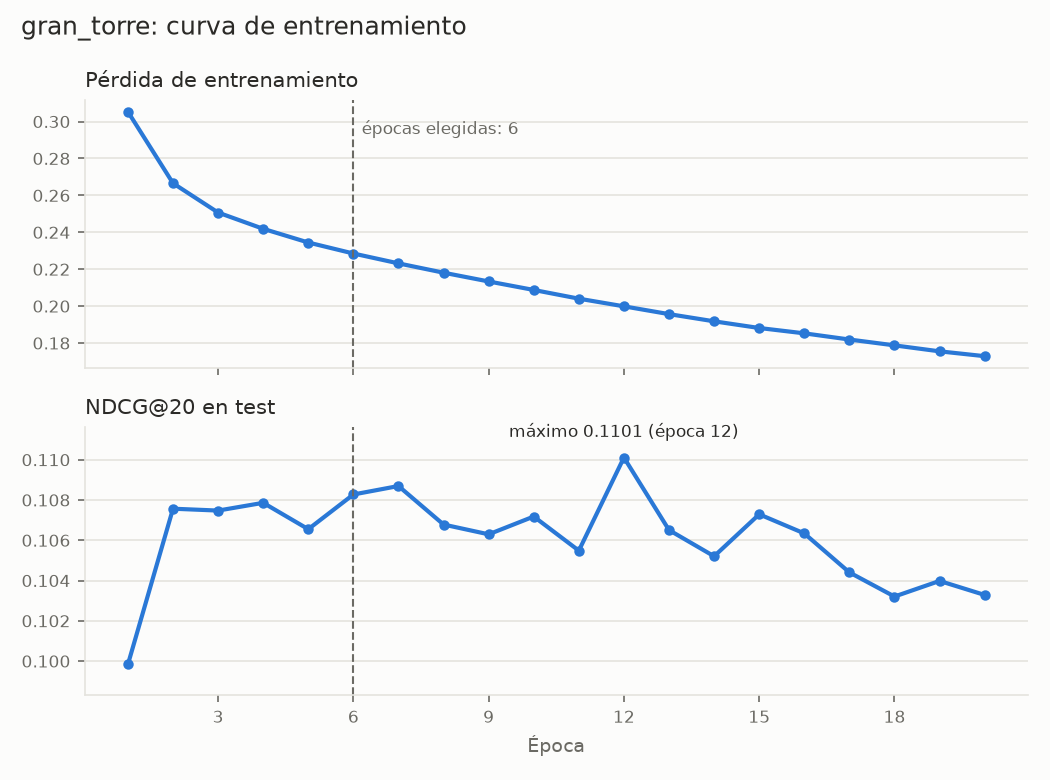 gran_torre: curva de entrenamiento
Pérdida de entrenamiento
0.30
épocas elegidas: 6
0.28
0.26
0.24
0.22
0.20
0.18
NDCG@20 en test
máximo 0.1101 (época 12)
0.110
0.108
0.106
0.104
0.102
0.100
3 6 9 12 15 18
Época